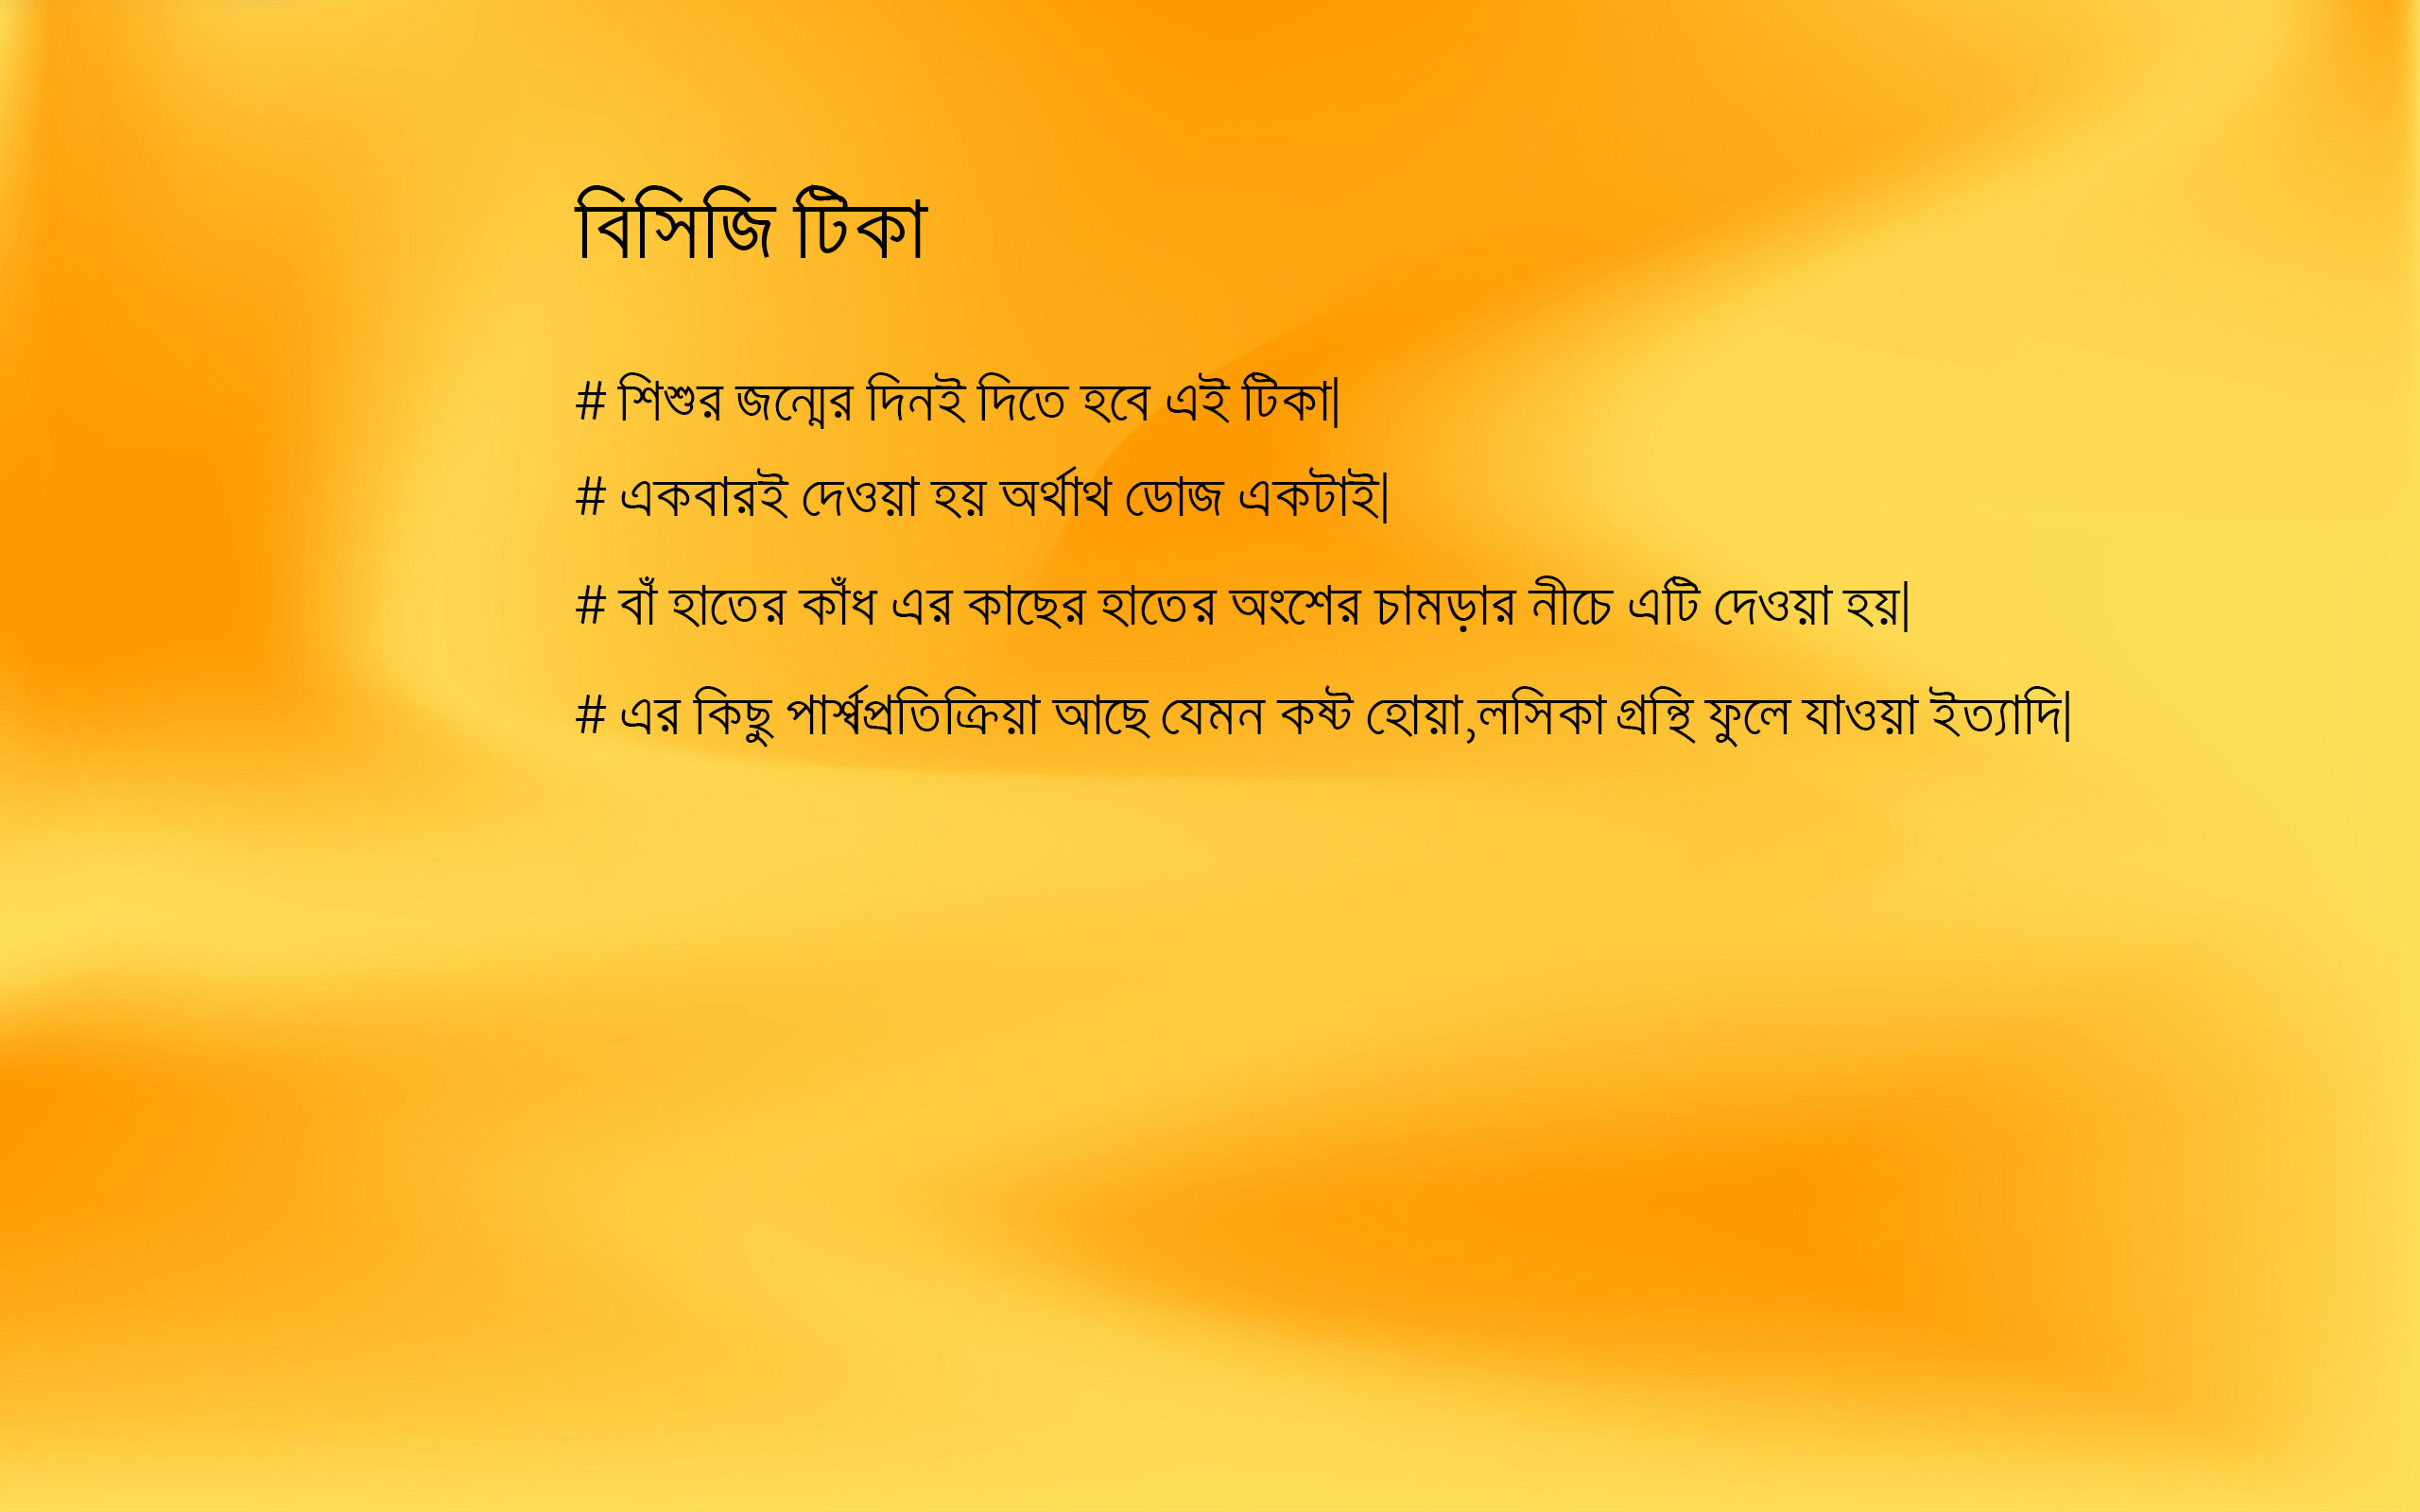 বিসিজি টিকা
# শিশুর জন্মের দিনই দিতে হবে এই টিকা|
# একবারই দেওয়া হয় অর্থাথ ডোজ একটাই|
# বাঁ হাতের কাঁধ এর কাছের হাতের অংশের চামড়ার নীচে এটি দেওয়া হয়|
# এর কিছু পার্শ্বপ্রতিক্রিয়া আছে যেমন কষ্ট হোয়া,লসিকা গ্রন্থি ফুলে যাওয়া ইত্যাদি|